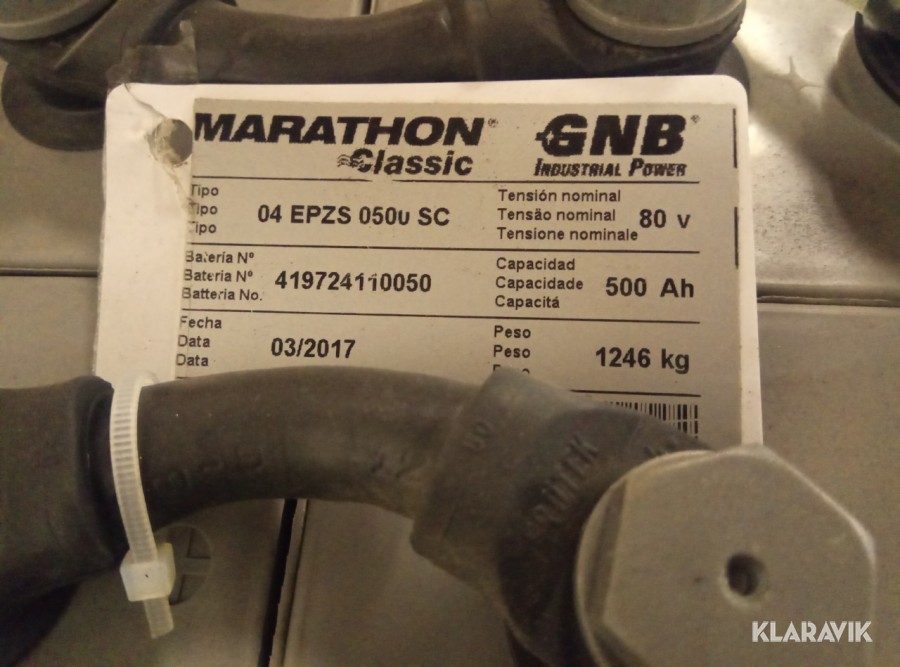 MARATHON®
Classic
GNB®
INDUSTRIAL POWER
Tipo
Tipo
Tipo
04 EPZS 0500 SC
Tensión nominal
Tensão nominal
Tensione nominale
80 v
Batería Nº
Bateria Nº
Batteria No.
419724110050
Capacidad
Capacidade
Capacitá
500 Ah
Fecha
Data
Data
03/2017
Peso
Peso
1246 kg
KLARAVIK